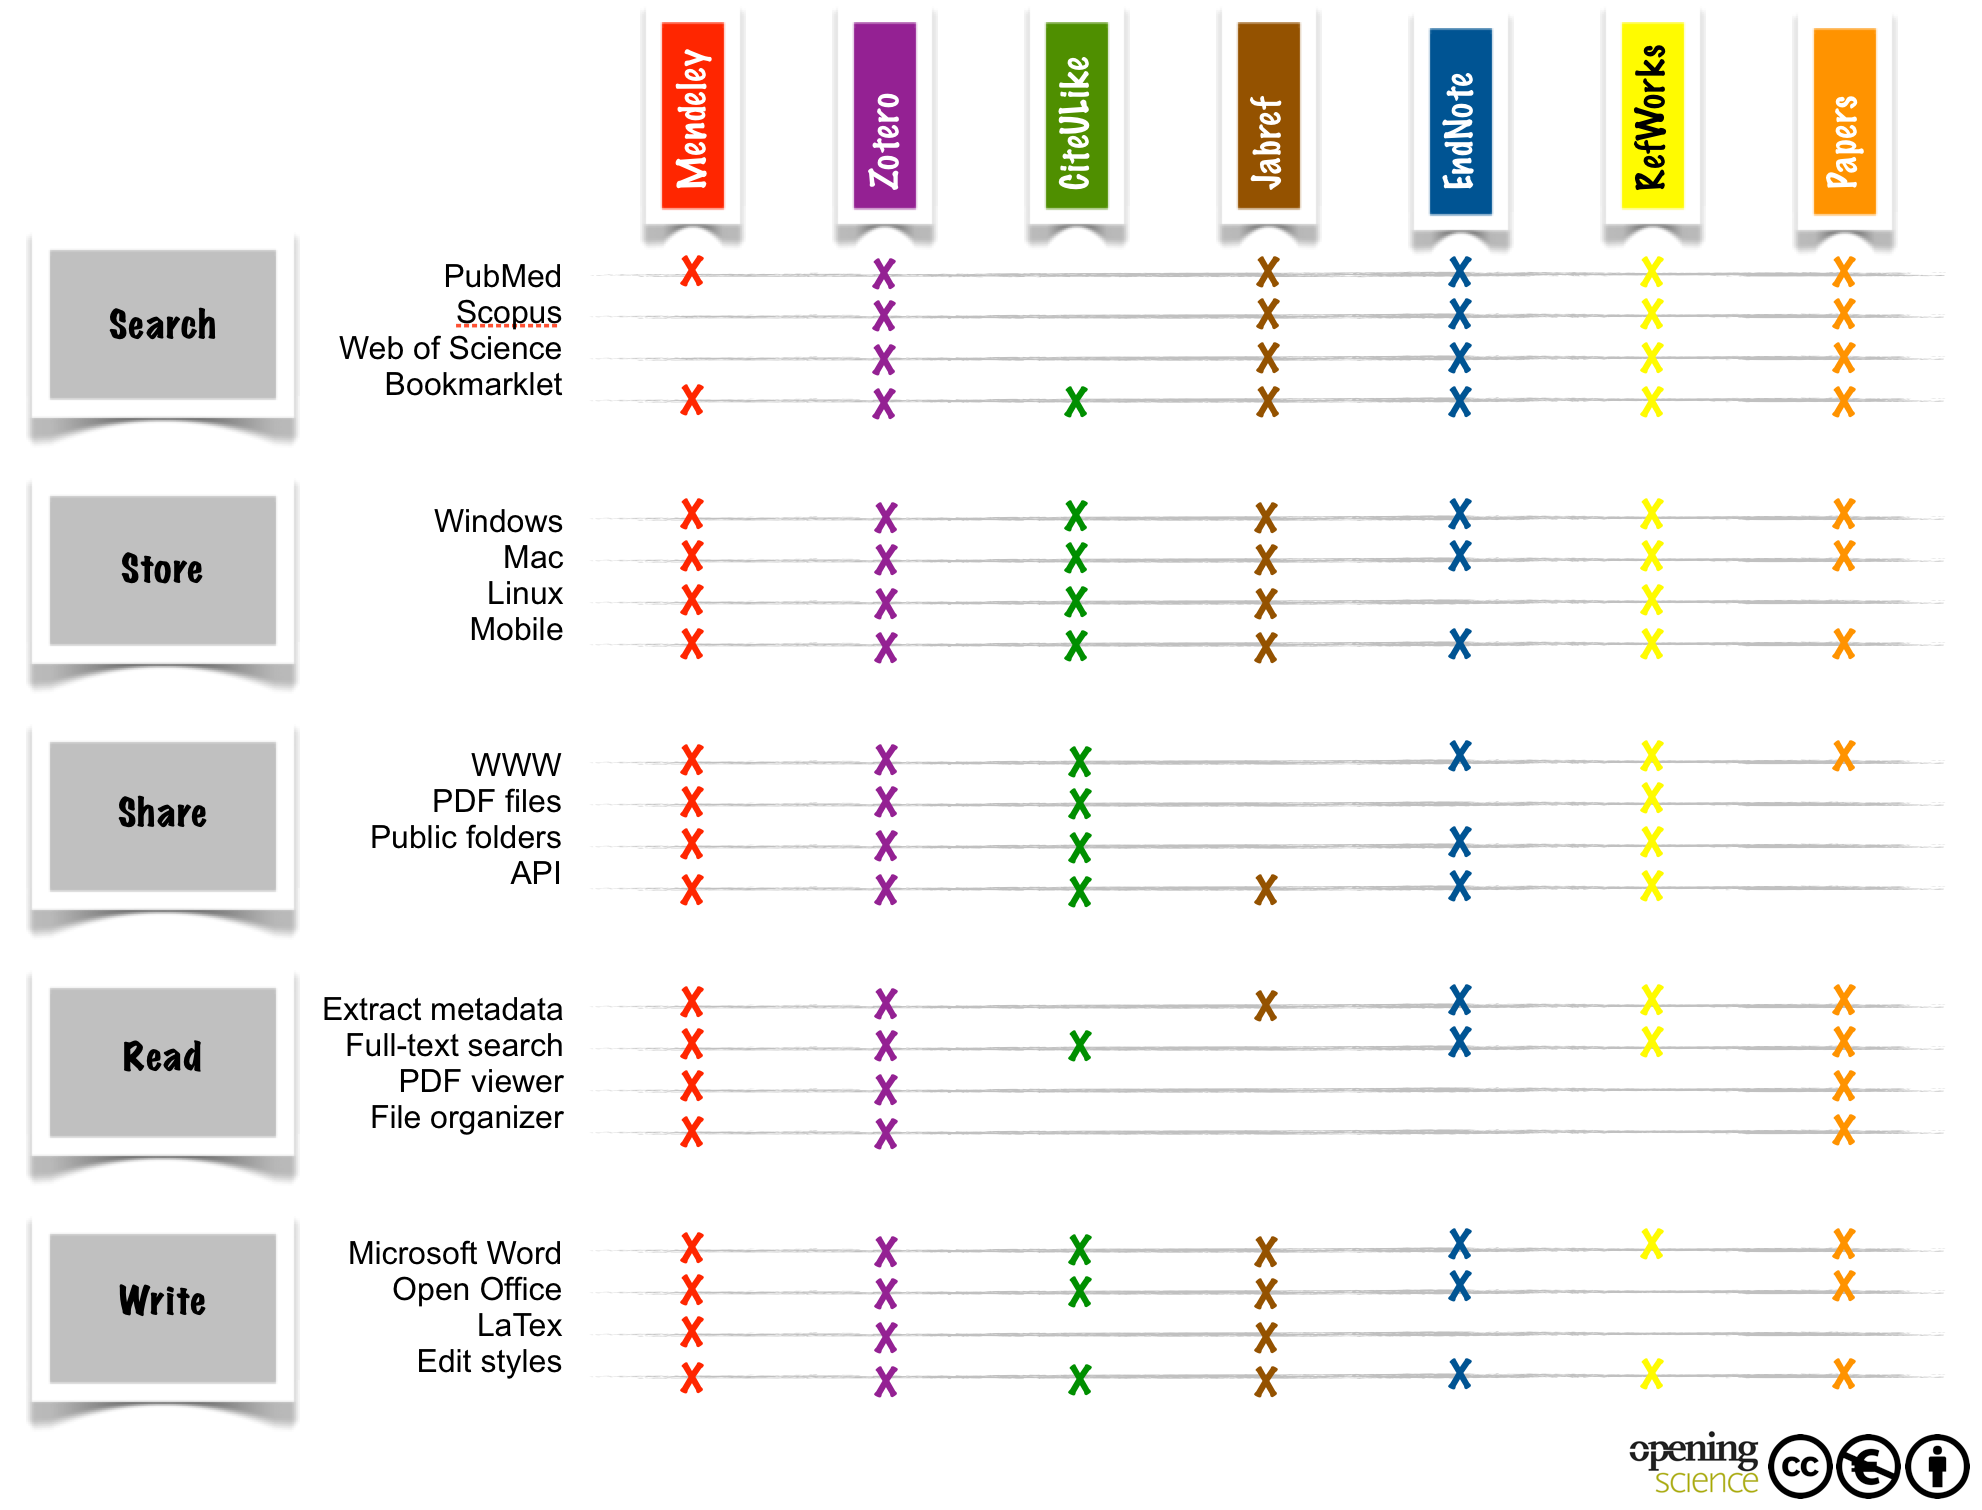 Mendeley
Zotero
CiteULike
Jabref
EndNote
RefWorks
Papers
Search
PubMed
X X X X X X
Scopus
X X X X X
Web of Science
X X X X X
Bookmarklet
X X X X X X X
Store
Windows
X X X X X X X
Mac
X X X X X X X
Linux
X X X X X
Mobile
X X X X X X X
Share
WWW
X X X X X X
PDF files
X X X X
Public folders
X X X X X
API
X X X X X X
Read
Extract metadata
X X X X X X
Full-text search
X X X X X X
PDF viewer
X X X
File organizer
X X X
Write
Microsoft Word
X X X X X X X
Open Office
X X X X X X
LaTex
X X X
Edit styles
X X X X X X X
opening
science
cc
€